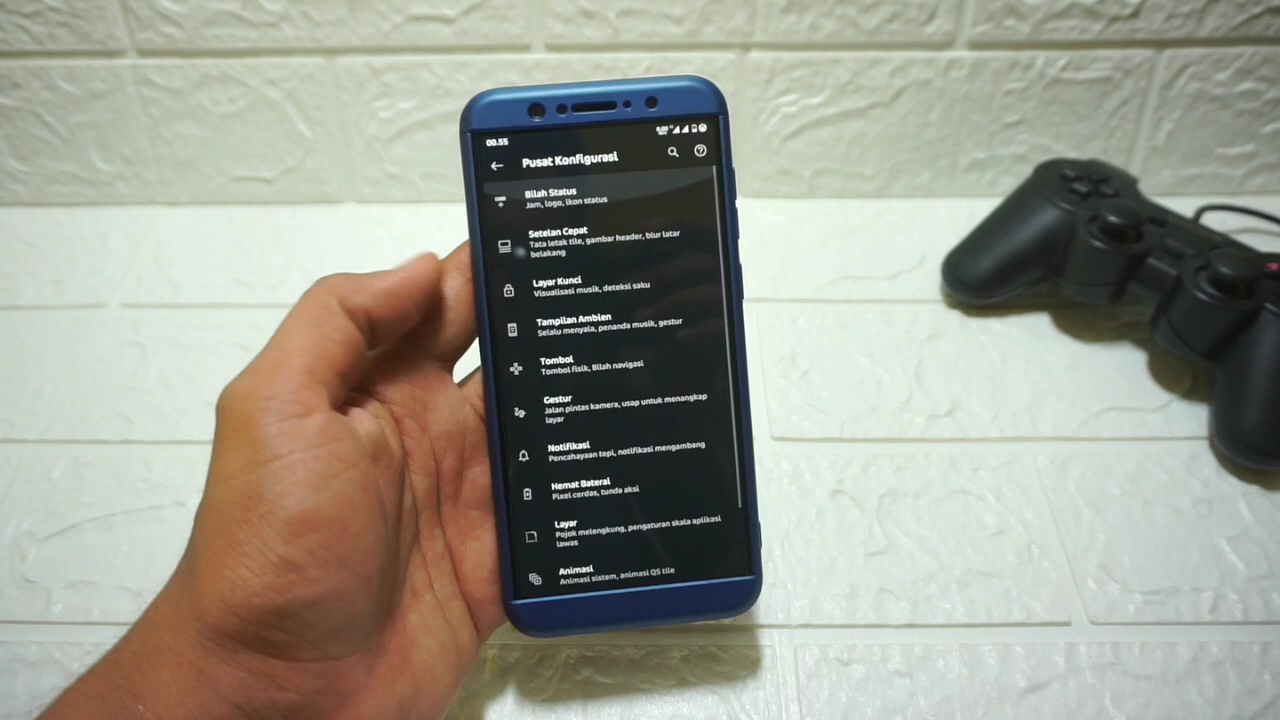 00.55
0,00
Pusat Konfigurasi
Bilah Status
Jam, logo, ikon status
Setelan Cepat
Tata letak tile, gambar header, blur latar
belakang
Layar Kunci
Visualisasi musik, deteksi saku
Tampilan Ambien
Selalu menyala, penanda musik, gestur
Tombol
Tombol fisik, Bilah navigasi
Gestur
Jalan pintas kamera, usap untuk menangkap
layar
Notifikasi
Pencahayaan tepi, notifikasi mengambang
Hemat Baterai
Pixel cerdas, tunda aksi
Layar
Pojok melengkung, pengaturan skala aplikasi
lawas
Animasi
Animasi sistem, animasi QS tile